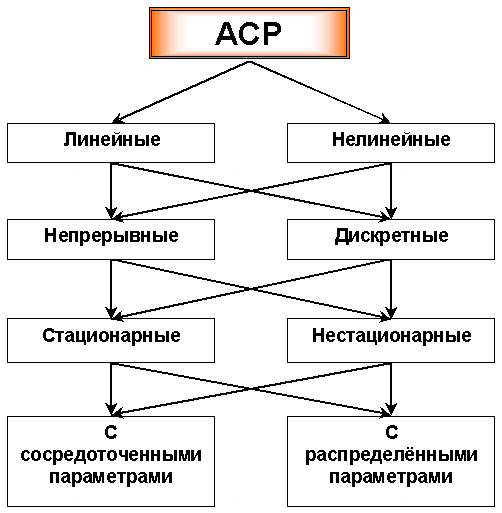 АСР
Линейные
Нелинейные
Непрерывные
Дискретные
Стационарные
Нестационарные
С
сосредоточенными
параметрами
С
распределёнными
параметрами